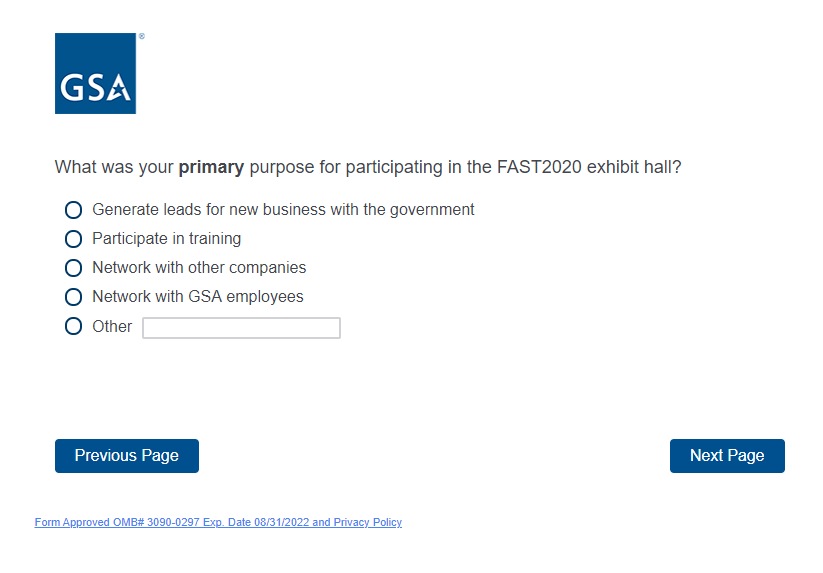 GSA ®
What was your primary purpose for participating in the FAST2020 exhibit hall?
Generate leads for new business with the government
Participate in training
Network with other companies
Network with GSA employees
Other
Previous Page
Next Page
Form Approved OMB# 3090-0297 Exp. Date 08/31/2022 and Privacy Policy